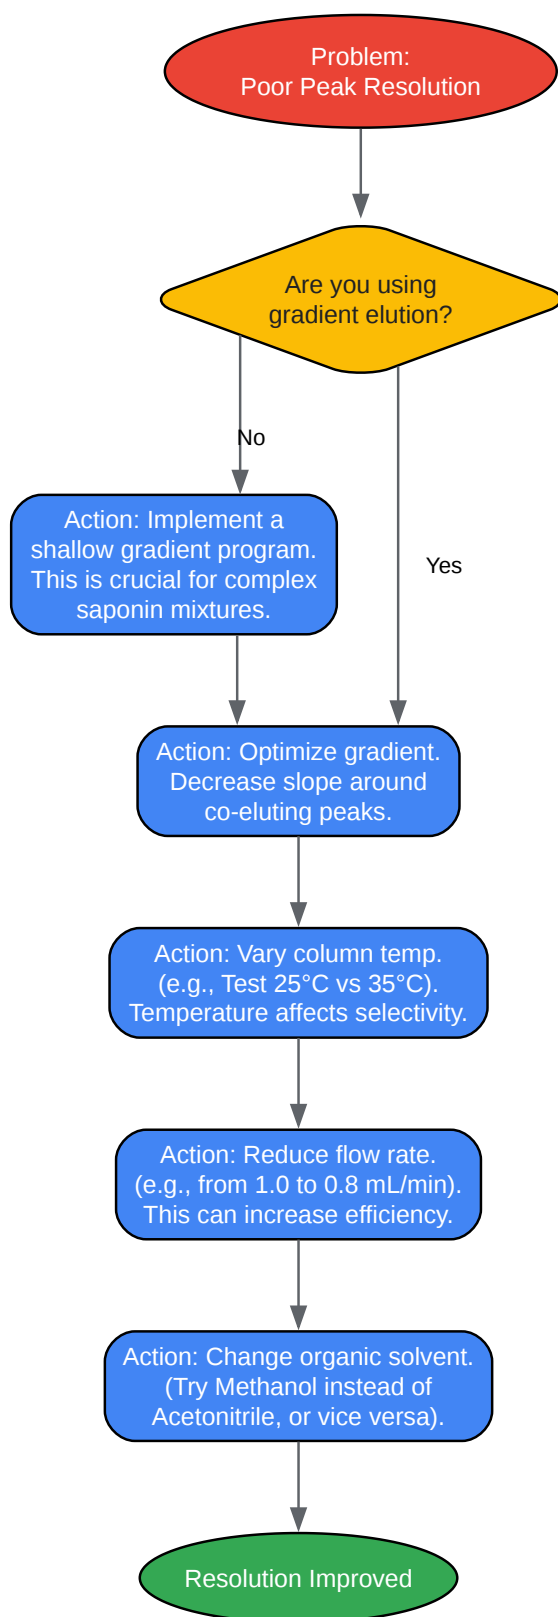 Problem:
Poor Peak Resolution
Are you using
gradient elution?
No
Action: Implement a
shallow gradient program.
This is crucial for complex
saponin mixtures.
Yes
Action: Optimize gradient.
Decrease slope around
co-eluting peaks.
Action: Vary column temp.
(e.g., Test 25°C vs 35°C).
Temperature affects selectivity.
Action: Reduce flow rate.
(e.g., from 1.0 to 0.8 mL/min).
This can increase efficiency.
Action: Change organic solvent.
(Try Methanol instead of
Acetonitrile, or vice versa).
Resolution Improved